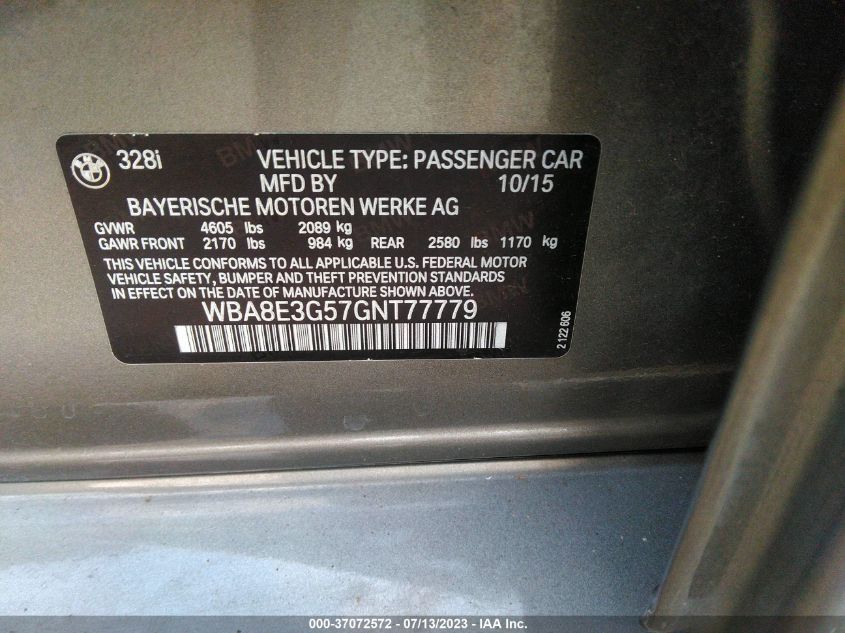 328i VEHICLE TYPE: PASSENGER CAR
MFD BY 10/15
BAYERISCHE MOTOREN WERKE AG
GVWR 4605 lbs 2089 kg
GAWR FRONT 2170 lbs 984 kg REAR 2580 lbs 1170 kg
THIS VEHICLE CONFORMS TO ALL APPLICABLE U.S. FEDERAL MOTOR
VEHICLE SAFETY, BUMPER AND THEFT PREVENTION STANDARDS
IN EFFECT ON THE DATE OF MANUFACTURE SHOWN ABOVE.
WBA8E3G57GNT77779
2 122 606
000-37072572 / 07/13/2023 - © IAA Inc.